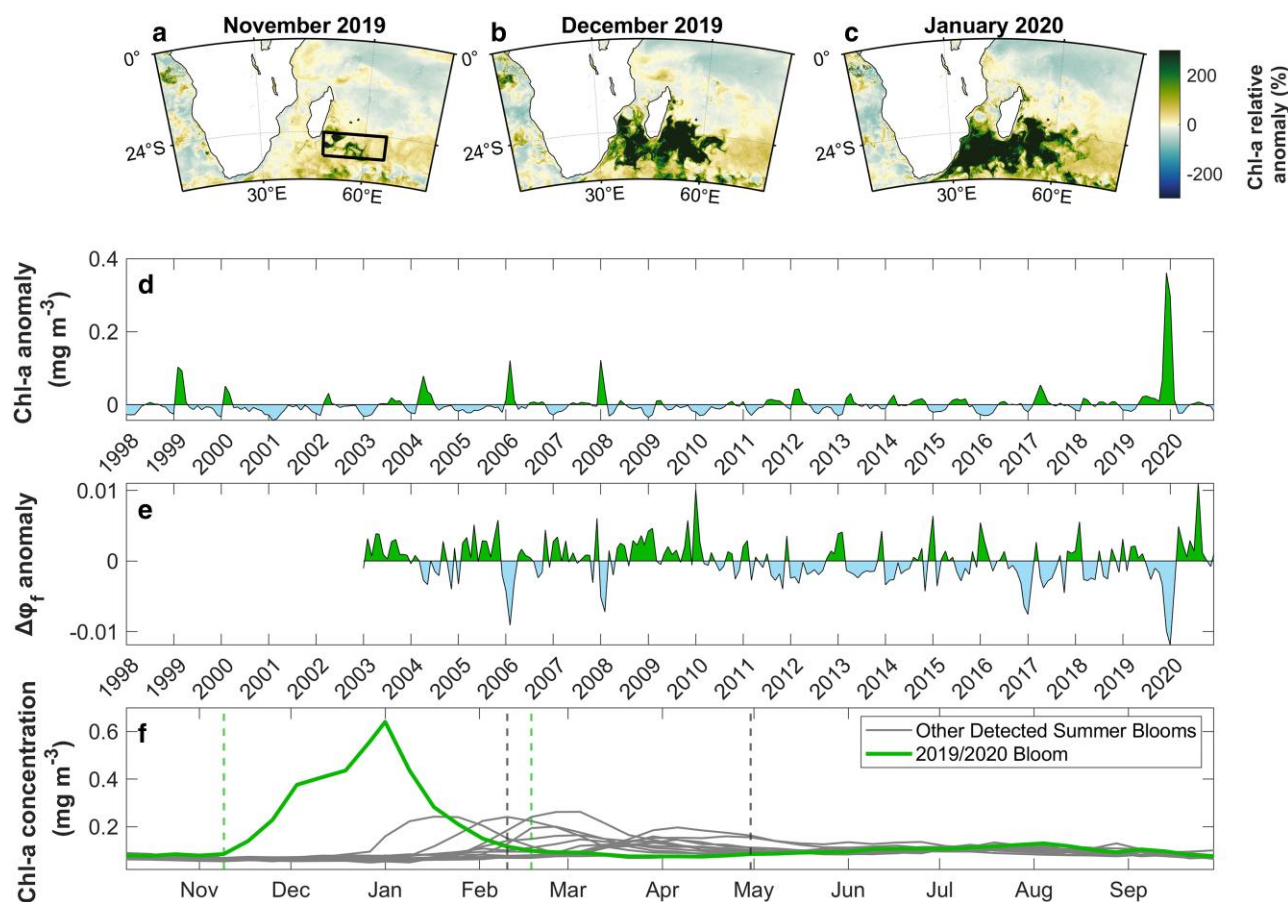 a
November 2019
b
December 2019
c
January 2020
0°
24°S
30°E
60°E
0°
24°S
30°E
60°E
0°
24°S
30°E
60°E
200
0
-200
Chl-a relative
anomaly (%)
d
Chl-a anomaly
(mg m⁻³)
0.4
0.2
0
1998 1999 2000 2001 2002 2003 2004 2005 2006 2007 2008 2009 2010 2011 2012 2013 2014 2015 2016 2017 2018 2019 2020
e
Δφf anomaly
0.01
0
-0.01
1998 1999 2000 2001 2002 2003 2004 2005 2006 2007 2008 2009 2010 2011 2012 2013 2014 2015 2016 2017 2018 2019 2020
f
Chl-a concentration
(mg m⁻³)
0.6
0.4
0.2
Other Detected Summer Blooms
2019/2020 Bloom
Nov Dec Jan Feb Mar Apr May Jun Jul Aug Sep